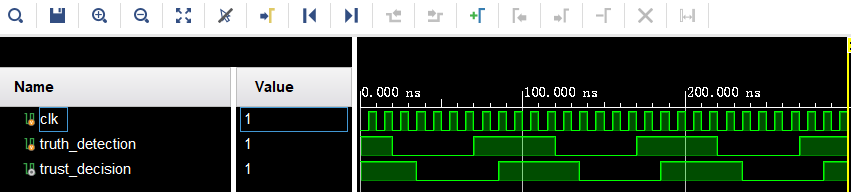 Name Value
0.000 ns 100.000 ns 200.000 ns
clk 1
truth_detection 1
trust_decision 1